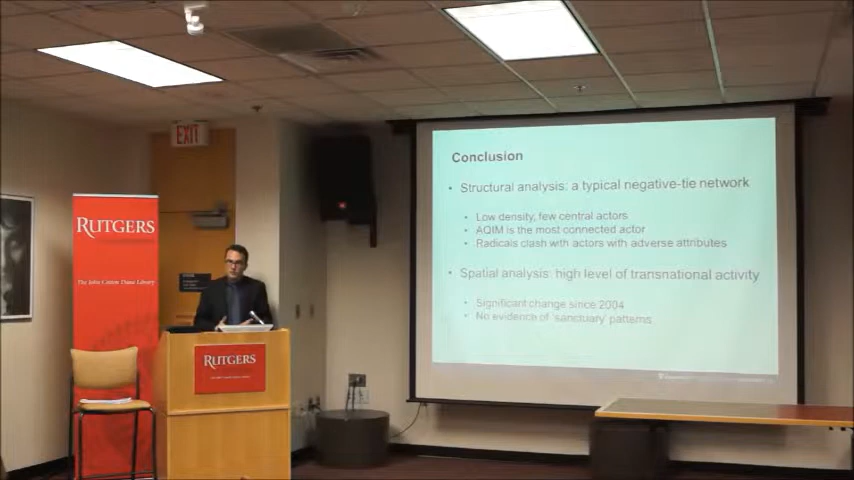 EXIT
RUTGERS
The John Cotton Dana Library
RUTGERS
Conclusion
• Structural analysis: a typical negative-tie network
• Low density, few central actors
• AQIM is the most connected actor
• Radicals clash with actors with adverse attributes
• Spatial analysis: high level of transnational activity
• Significant change since 2004
• No evidence of 'sanctuary' patterns